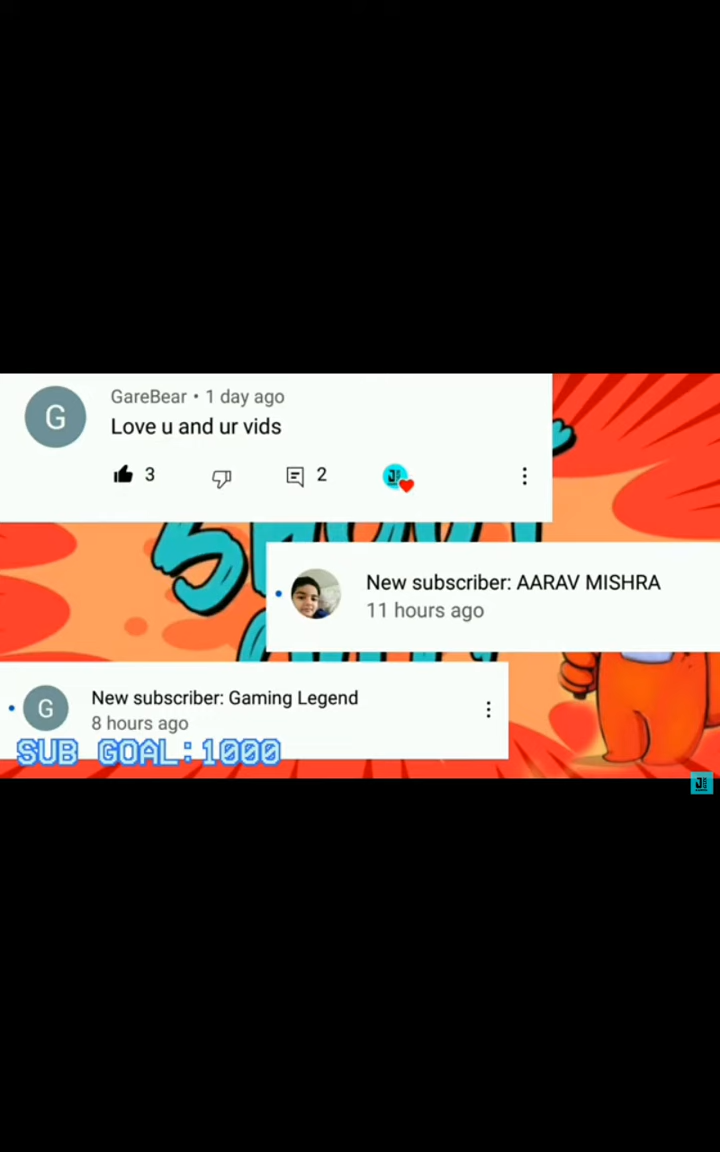 GareBear • 1 day ago
Love u and ur vids
3
2
New subscriber: AARAV MISHRA
11 hours ago
G
New subscriber: Gaming Legend
8 hours ago
SUB GOAL:1000